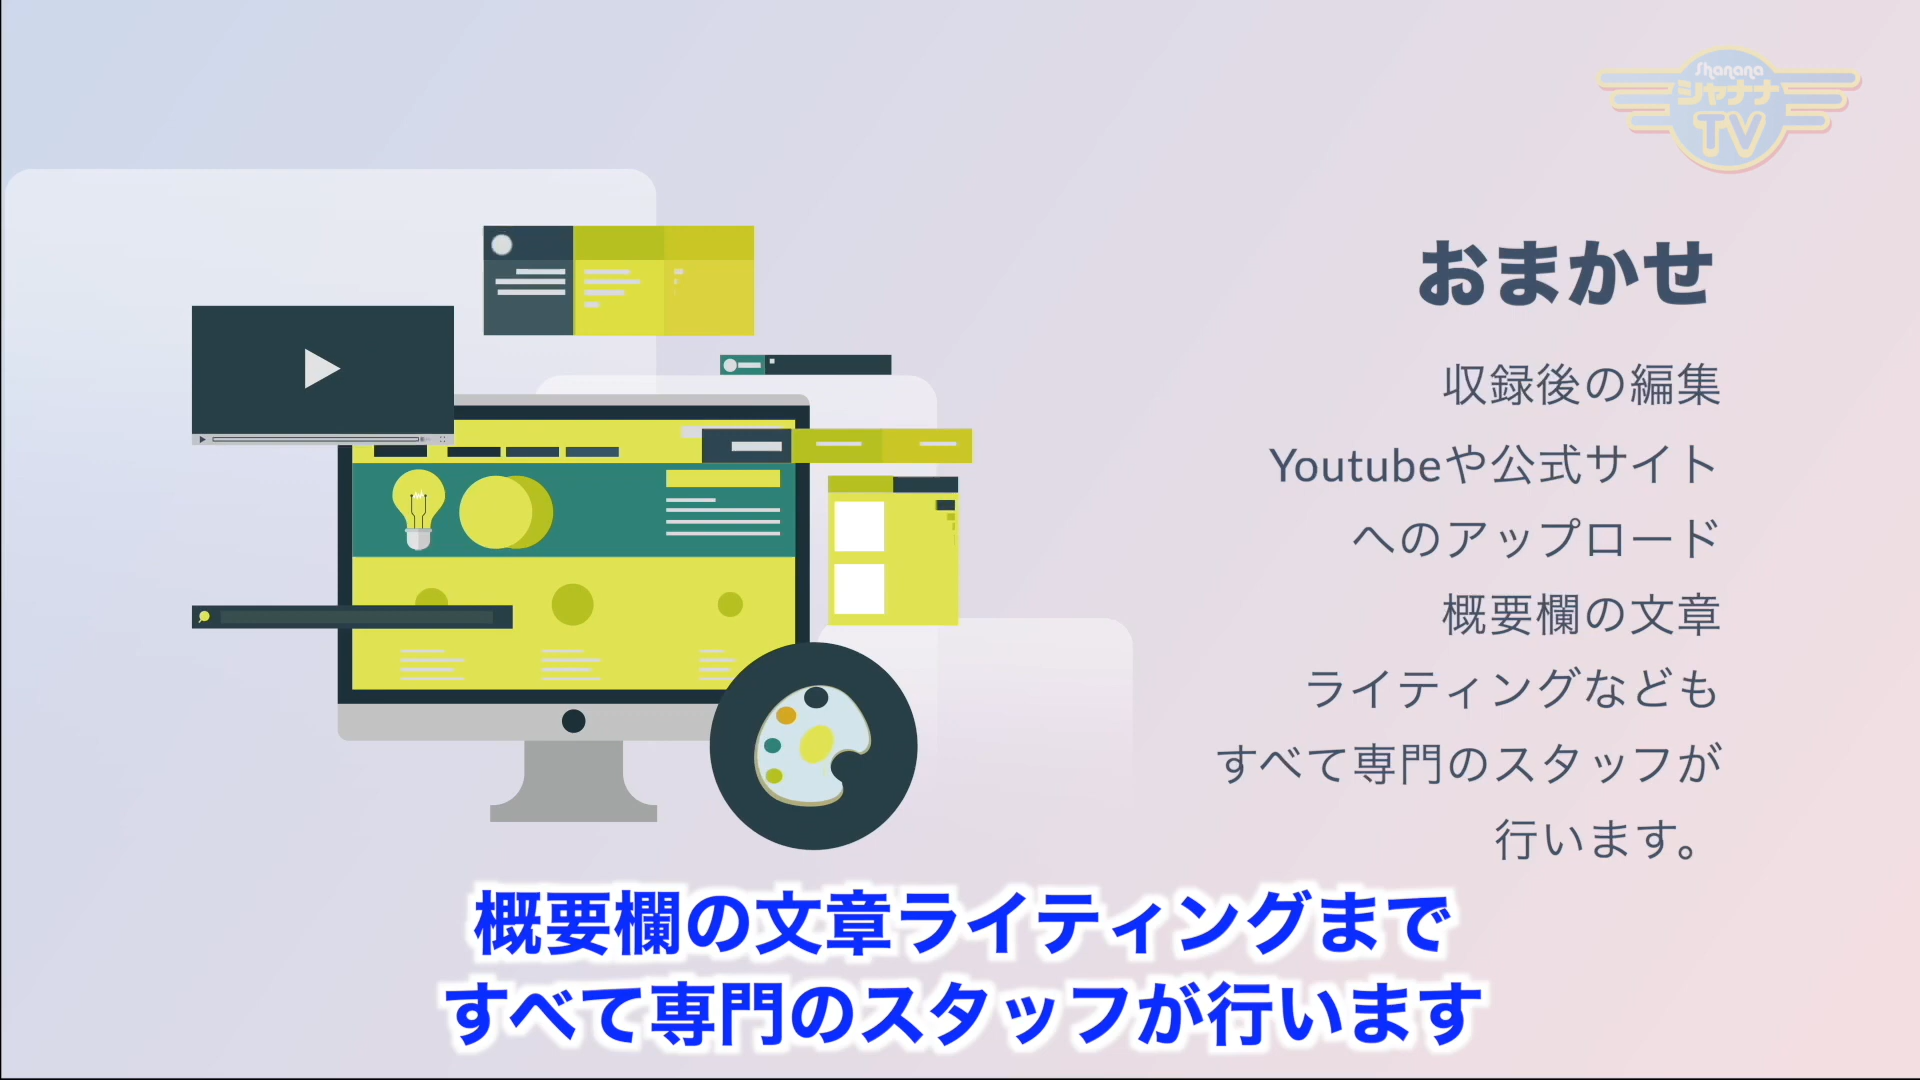 Shanana
シャナナ
TV
おまかせ
収録後の編集
Youtubeや公式サイト
へのアップロード
概要欄の文章
ライティングなども
すべて専門のスタッフが
行います。
概要欄の文章ライティングまで
すべて専門のスタッフが行います